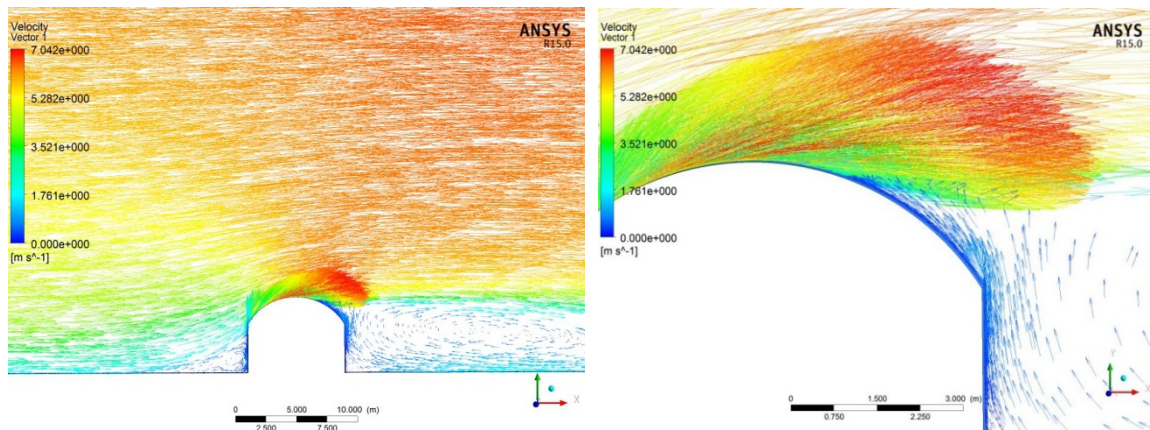 Velocity
Vector 1
7.042e+000
5.282e+000
3.521e+000
1.761e+000
0.000e+000
[m s^-1]
ANSYS
R15.0
0 5.000 10.000 (m)
2.500 7.500
X
Velocity
Vector 1
7.042e+000
5.282e+000
3.521e+000
1.761e+000
0.000e+000
[m s^-1]
ANSYS
R15.0
0 1.500 3.000 (m)
0.750 2.250
Y
X